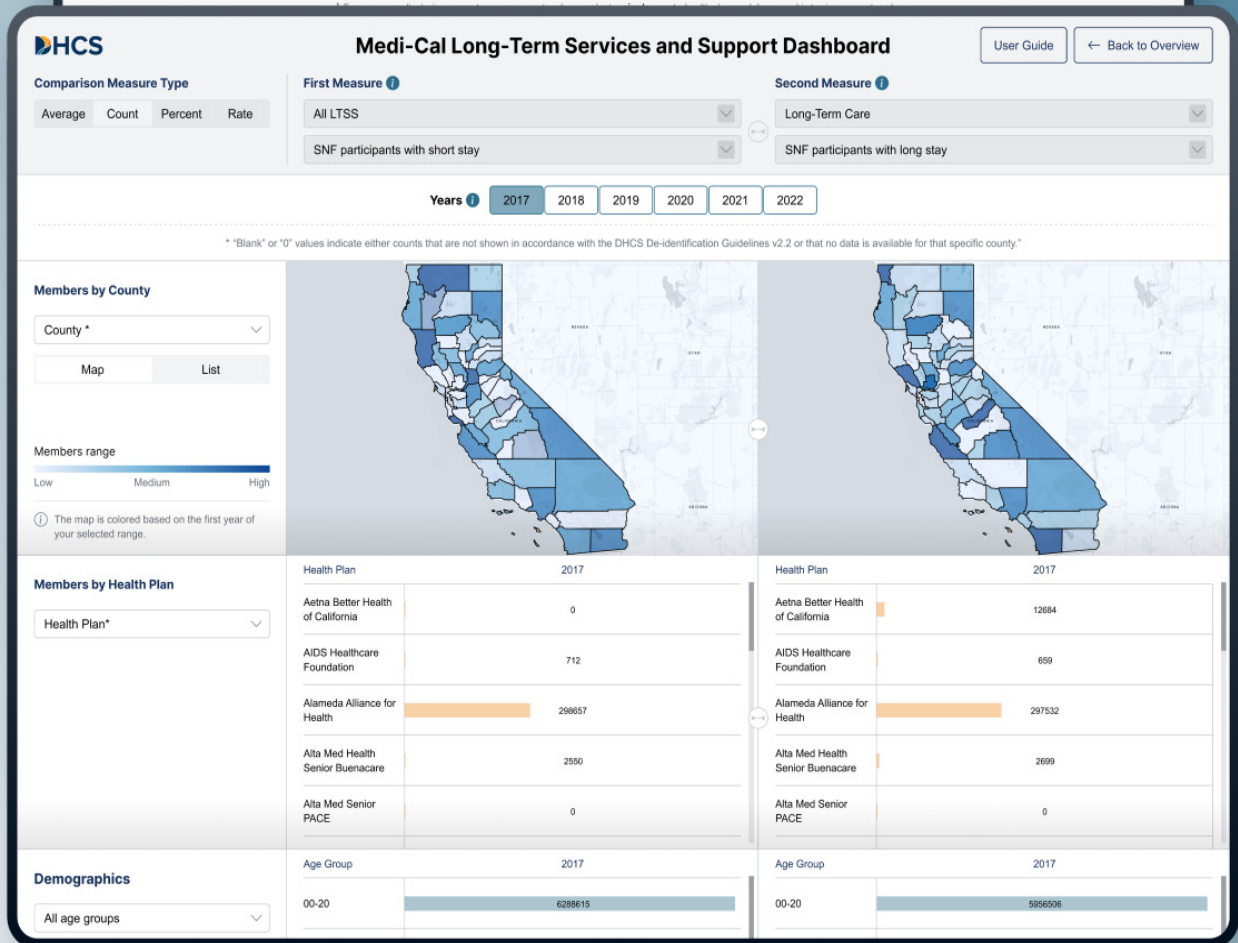 DHCS
Medi-Cal Long-Term Services and Support Dashboard
User Guide
← Back to Overview
Comparison Measure Type
Average Count Percent Rate
First Measure
All LTSS
SNF participants with short stay
Second Measure
Long-Term Care
SNF participants with long stay
Years 2017 2018 2019 2020 2021 2022
* "Blank" or "0" values indicate either counts that are not shown in accordance with the DHCS De-identification Guidelines v2.2 or that no data is available for that specific county."
Members by County
County *
Map List
Members range
Low Medium High
The map is colored based on the first year of
your selected range.
NEVADA
UTAH
CALIFORNIA
ARIZONA
NEVADA
UTAH
CALIFORNIA
ARIZONA
Members by Health Plan
Health Plan*
Health Plan 2017
Aetna Better Health
of California
0
AIDS Healthcare
Foundation
712
Alameda Alliance for
Health
298657
Alta Med Health
Senior Buenacare
2550
Alta Med Senior
PACE
0
Health Plan 2017
Aetna Better Health
of California
12684
AIDS Healthcare
Foundation
659
Alameda Alliance for
Health
297532
Alta Med Health
Senior Buenacare
2699
Alta Med Senior
PACE
0
Demographics
All age groups
Age Group 2017
00-20 6288615
Age Group 2017
00-20 5956506